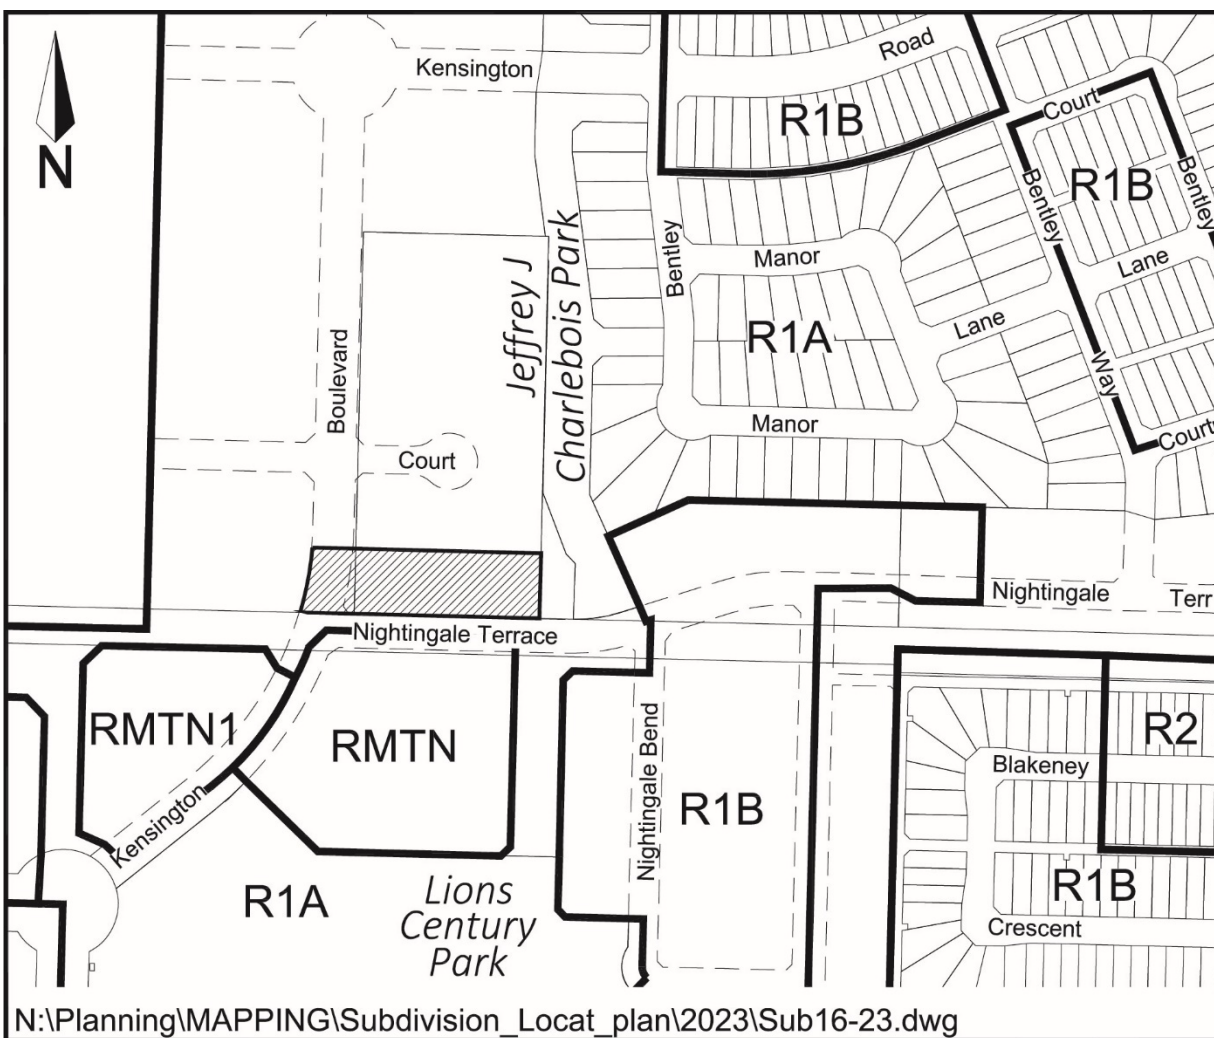 Kensington
Road
R1B
Court
N
Bentley
R1B
Bentley
Jeffrey J
Charlebois Park
Bentley
Manor
Lane
R1A
Lane
Boulevard
Way
Manor
Court
Court
Nightingale
Terr
Nightingale Terrace
RMTN1
RMTN
Nightingale Bend
R1B
R2
Blakeney
Kensington
R1A
Lions
Century
Park
R1B
Crescent
N:\Planning\MAPPING\Subdivision_Locat_plan\2023\Sub16-23.dwg